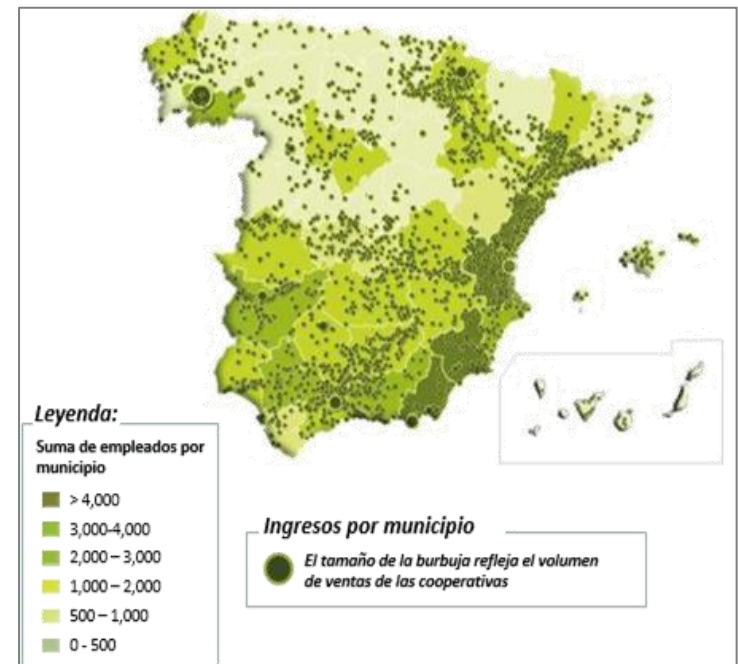 Leyenda:
Suma de empleados por
municipio
> 4,000
3,000-4,000
2,000 – 3,000
1,000 – 2,000
500 – 1,000
0 - 500
Ingresos por municipio
El tamaño de la burbuja refleja el volumen
de ventas de las cooperativas